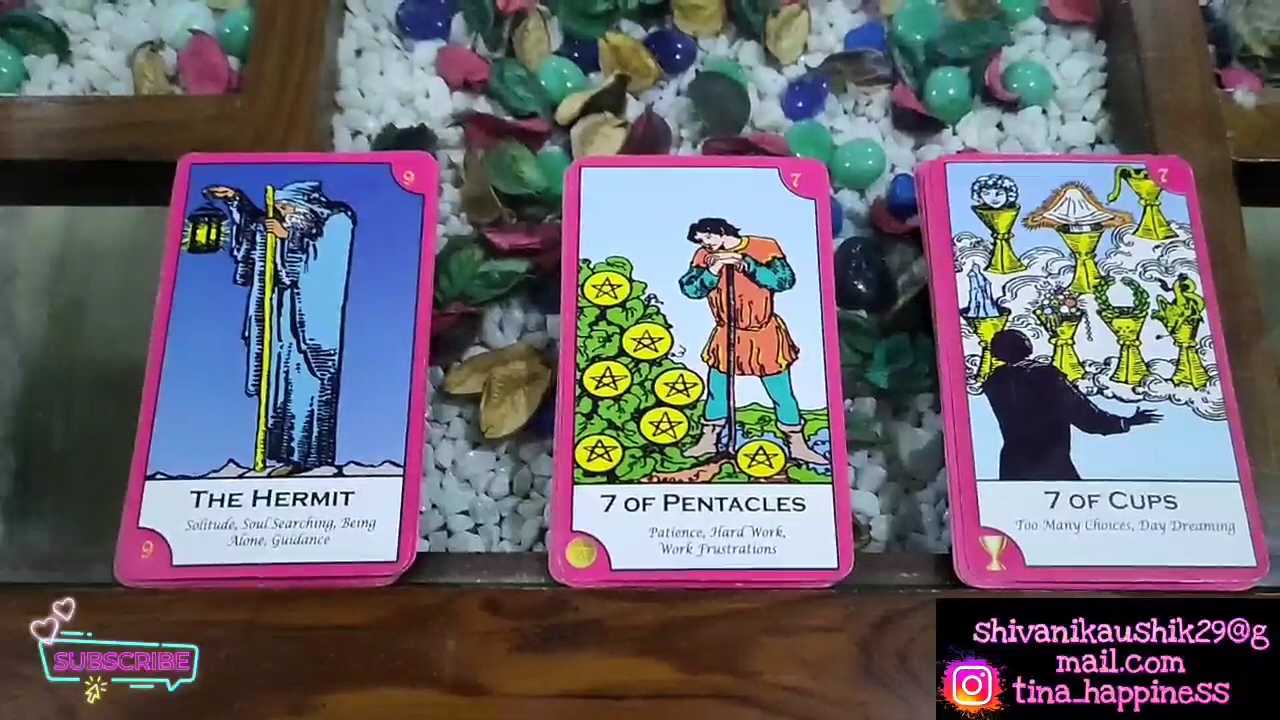 9
THE HERMIT
Solitude, Soul Searching, Being
Alone, Guidance
9
7
7 OF PENTACLES
Patience, Hard Work,
Work Frustrations
7
7 OF CUPS
Too Many Choices, Day Dreaming
SUBSCRIBE
shivanikaushik29@g
mail.com
tina_happiness